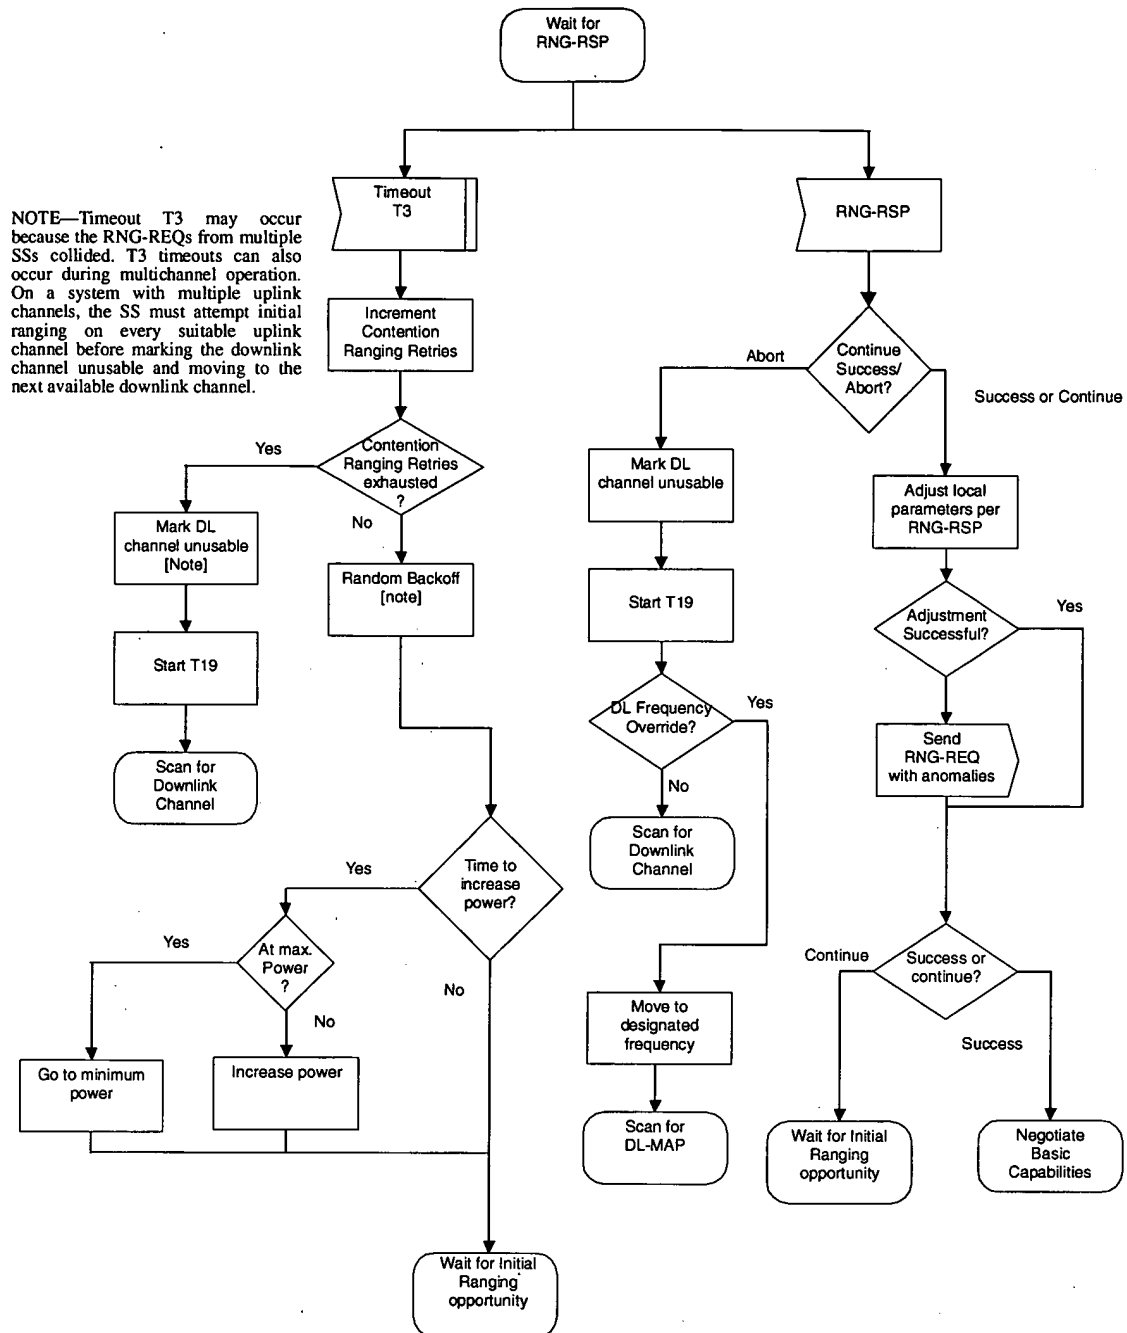 Wait for
RNG-RSP
Timeout
T3
RNG-RSP
NOTE—Timeout T3 may occur
because the RNG-REQs from multiple
SSs collided. T3 timeouts can also
occur during multichannel operation.
On a system with multiple uplink
channels, the SS must attempt initial
ranging on every suitable uplink
channel before marking the downlink
channel unusable and moving to the
next available downlink channel.
Increment
Contention
Ranging Retries
Abort
Continue
Success/
Abort?
Success or Continue
Yes
Contention
Ranging Retries
exhausted
?
No
Mark DL
channel unusable
Adjust local
parameters per
RNG-RSP
Mark DL
channel unusable
[Note]
Random Backoff
[note]
Start T19
Adjustment
Successful?
Yes
Start T19
DL Frequency
Override?
Yes
No
Send
RNG-REQ
with anomalies
Scan for
Downlink
Channel
Scan for
Downlink
Channel
Yes
Time to
increase
power?
Yes
At max.
Power
?
No
No
Continue
Success or
continue?
Success
Move to
designated
frequency
Go to minimum
power
Increase power
Scan for
DL-MAP
Wait for Initial
Ranging
opportunity
Negotiate
Basic
Capabilities
Wait for Initial
Ranging
opportunity